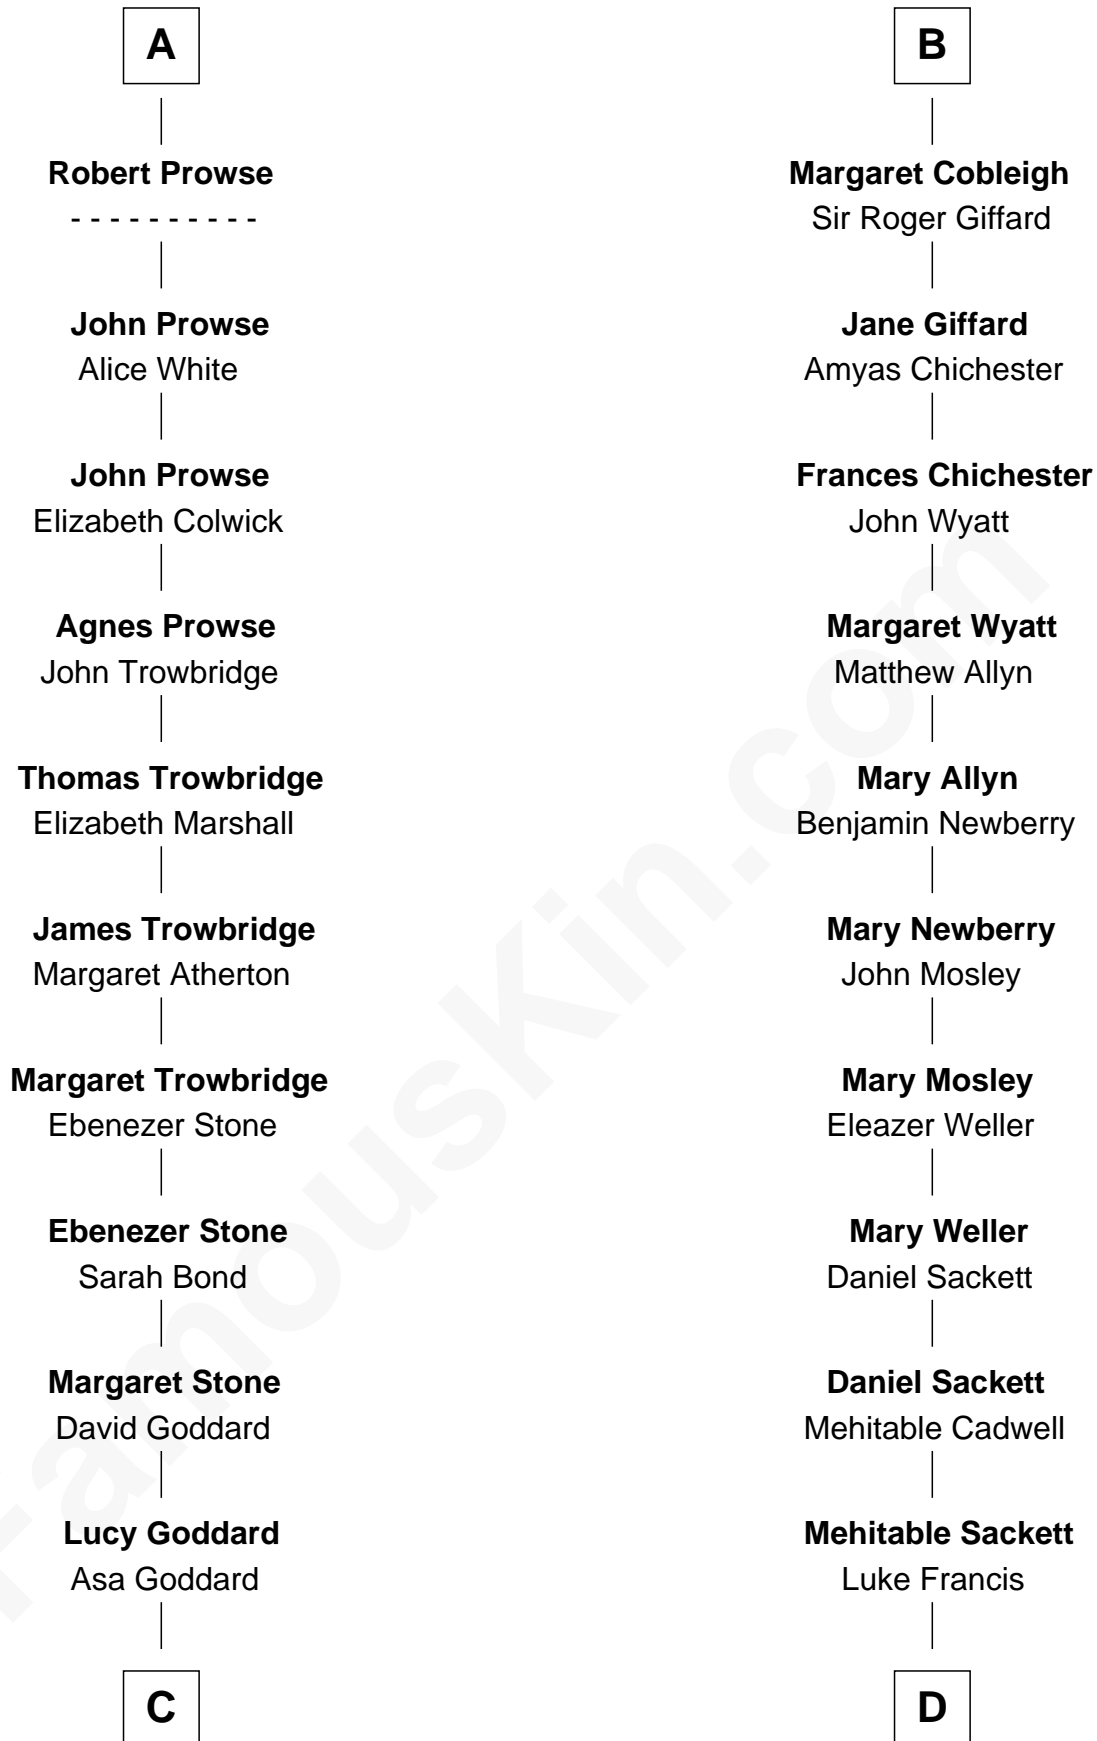 A
Robert Prowse
- - - - - - - - - -
John Prowse
Alice White
John Prowse
Elizabeth Colwick
Agnes Prowse
John Trowbridge
Thomas Trowbridge
Elizabeth Marshall
James Trowbridge
Margaret Atherton
Margaret Trowbridge
Ebenezer Stone
Ebenezer Stone
Sarah Bond
Margaret Stone
David Goddard
Lucy Goddard
Asa Goddard
C
B
Margaret Cobleigh
Sir Roger Giffard
Jane Giffard
Amyas Chichester
Frances Chichester
John Wyatt
Margaret Wyatt
Matthew Allyn
Mary Allyn
Benjamin Newberry
Mary Newberry
John Mosley
Mary Mosley
Eleazer Weller
Mary Weller
Daniel Sackett
Daniel Sackett
Mehitable Cadwell
Mehitable Sackett
Luke Francis
D
FamousKin.com